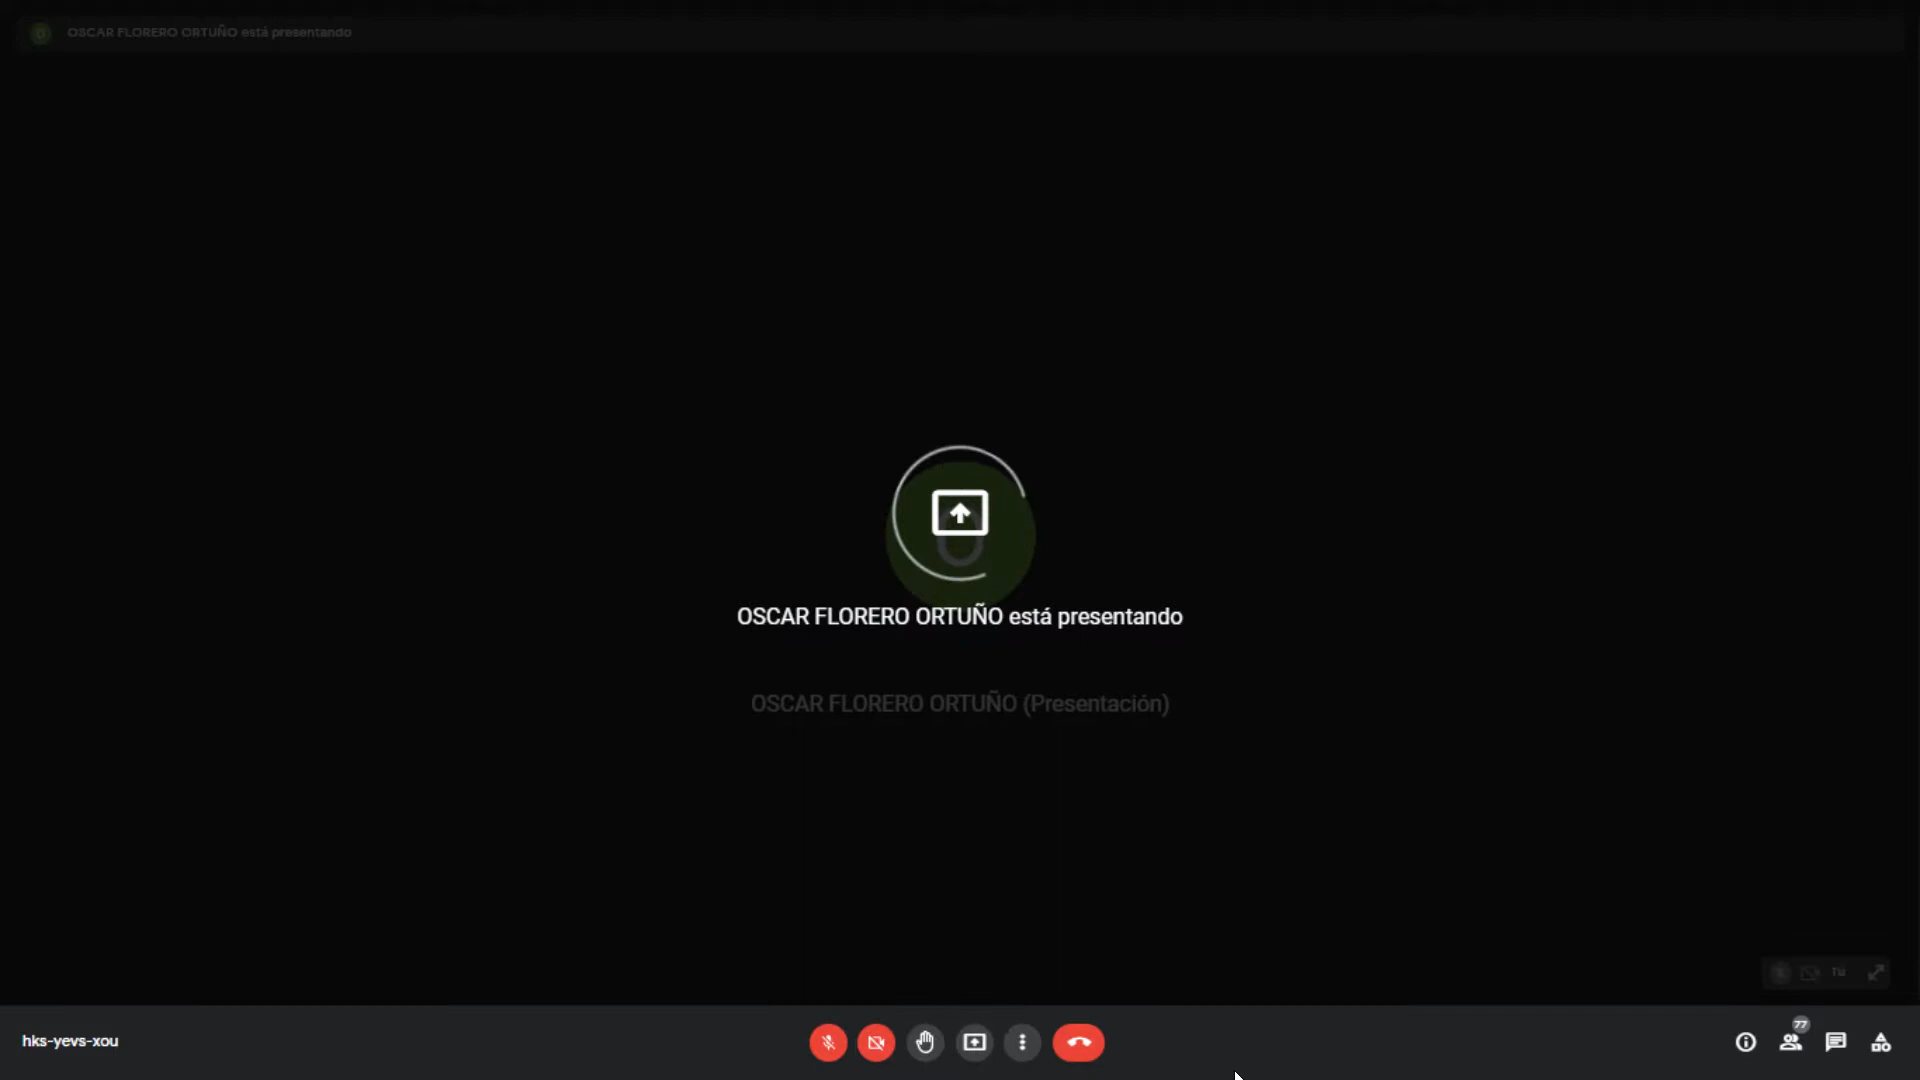 OSCAR FLORERO ORTUÑO está presentando
OSCAR FLORERO ORTUÑO está presentando
OSCAR FLORERO ORTUÑO (Presentación)
Tú
hks-yevs-xou
77